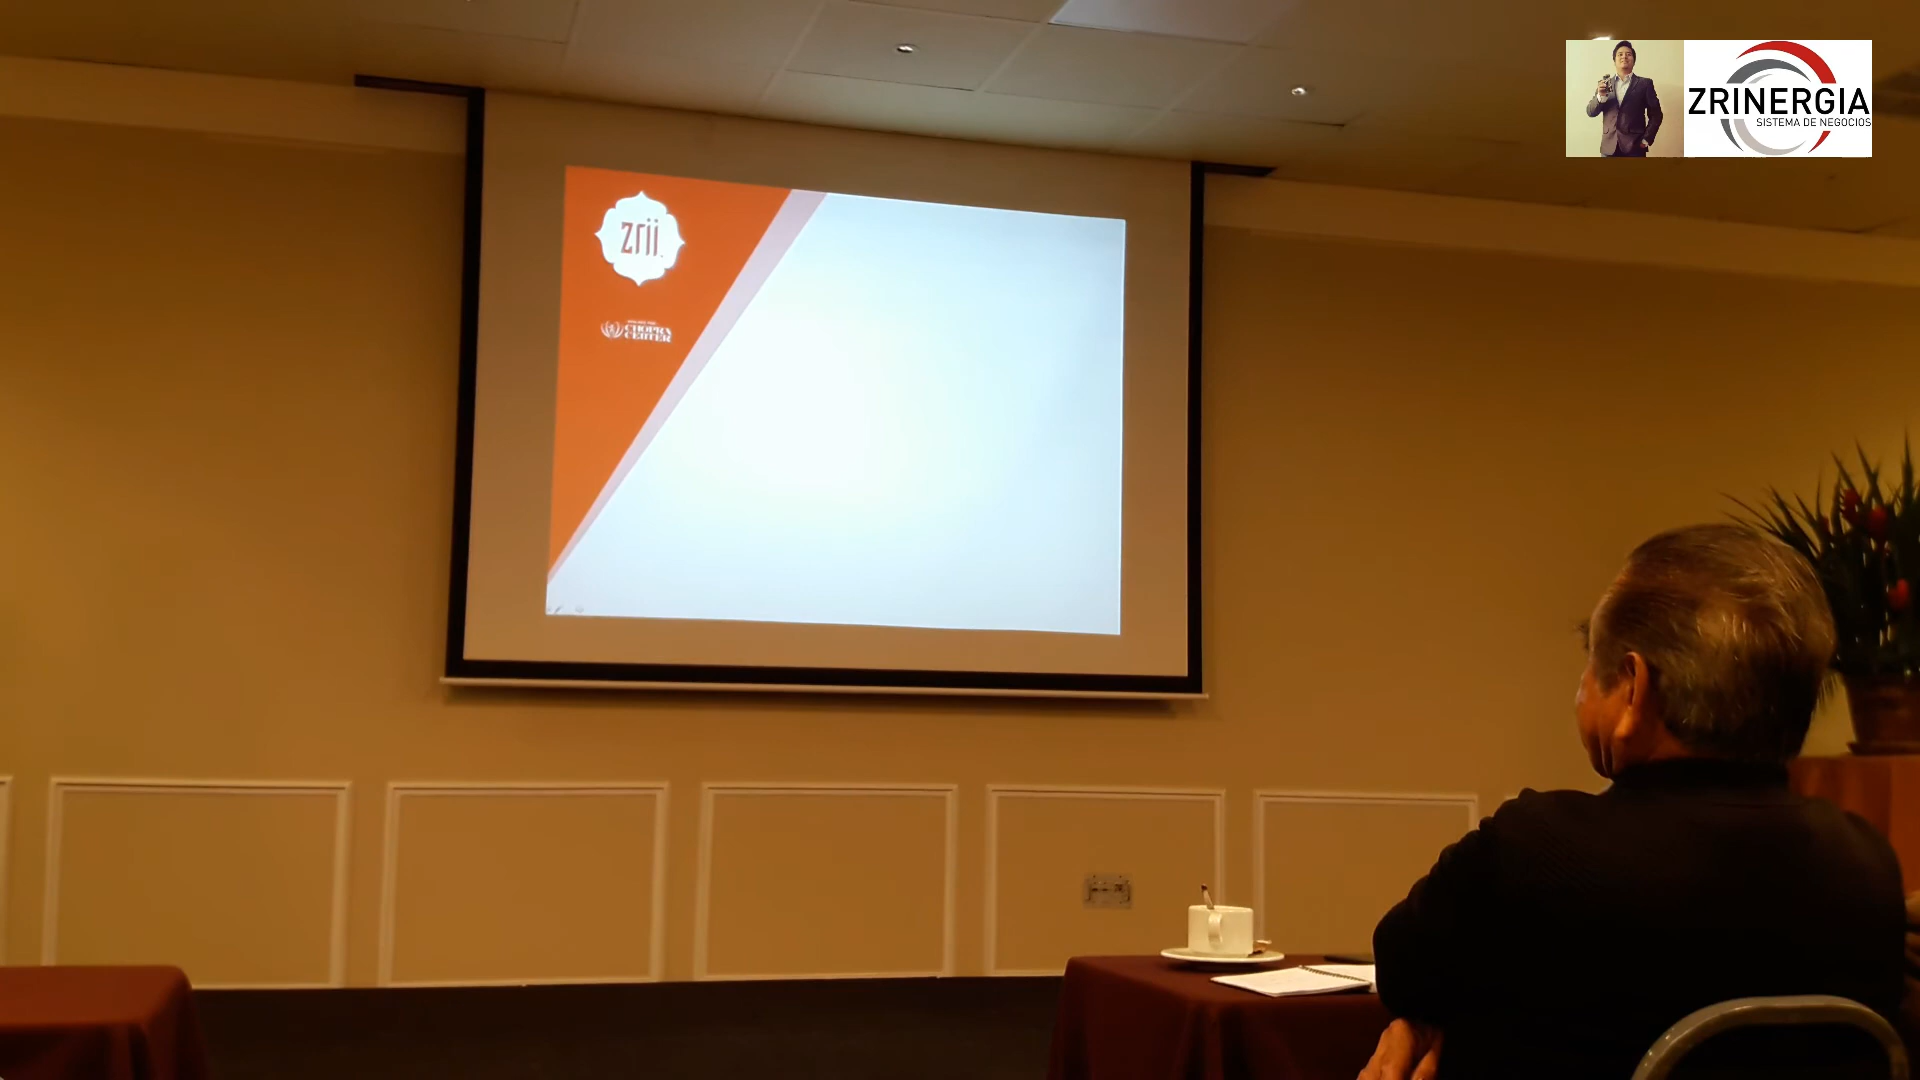 zrii
CHOPRA
CENTER
ZRINERGIA
SISTEMA DE NEGOCIOS